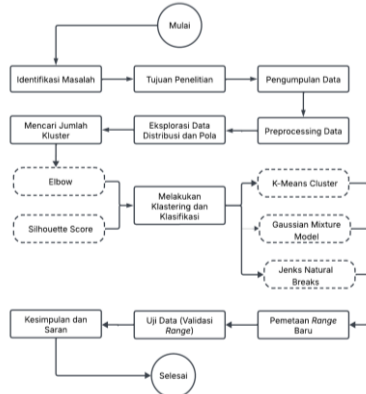 Mulai
Identifikasi Masalah
Tujuan Penelitian
Pengumpulan Data
Mencari Jumlah
Kluster
Eksplorasi Data
Distribusi dan Pola
Preprocessing Data
Elbow
Silhouette Score
Melakukan
Klastering dan
Klasifikasi
K-Means Cluster
Gaussian Mixture
Model
Jenks Natural
Breaks
Kesimpulan dan
Saran
Uji Data (Validasi
Range)
Pemetaan Range
Baru
Selesai